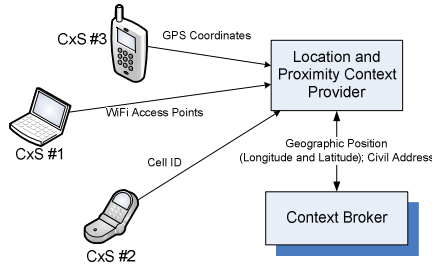 CxS #3
GPS Coordinates
Location and
Proximity Context
Provider
WiFi Access Points
CxS #1
Cell ID
Geographic Position
(Longitude and Latitude); Civil Address
Context Broker
CxS #2